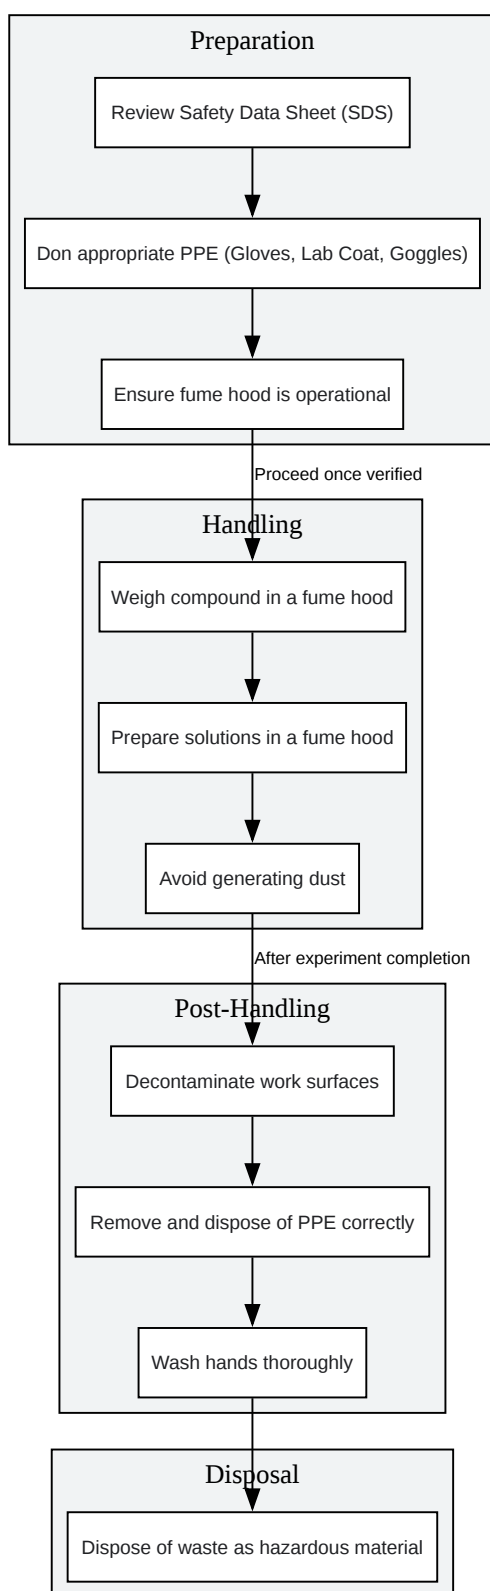 Preparation
Review Safety Data Sheet (SDS)
Don appropriate PPE (Gloves, Lab Coat, Goggles)
Ensure fume hood is operational
Proceed once verified
Handling
Weigh compound in a fume hood
Prepare solutions in a fume hood
Avoid generating dust
After experiment completion
Post-Handling
Decontaminate work surfaces
Remove and dispose of PPE correctly
Wash hands thoroughly
Disposal
Dispose of waste as hazardous material